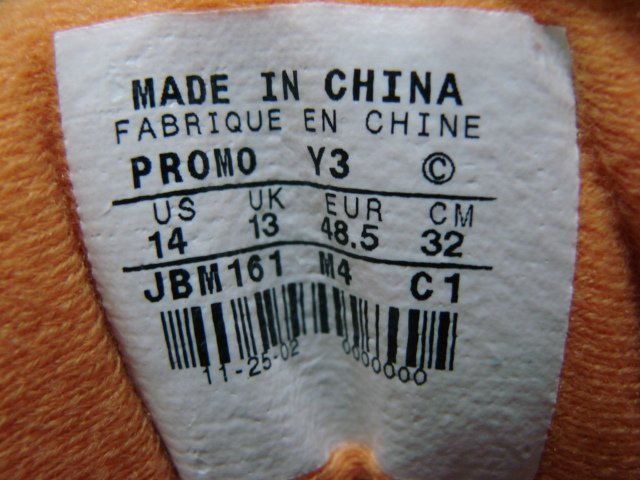 MADE IN CHINA
FABRIQUE EN CHINE
PROMO Y3 ©
US UK EUR CM
14 13 48.5 32
JBM161 M4 C1
11-25-02 0000000